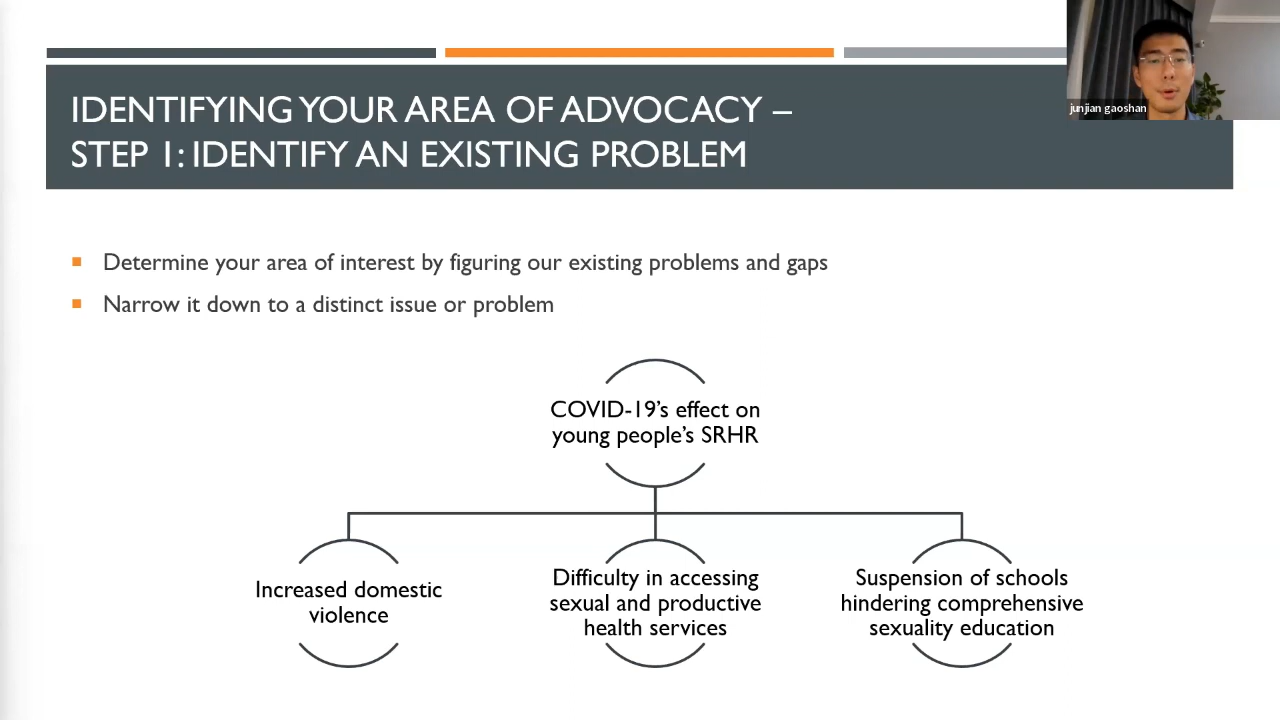 IDENTIFYING YOUR AREA OF ADVOCACY –
STEP 1: IDENTIFY AN EXISTING PROBLEM
junjian gaoshan
Determine your area of interest by figuring our existing problems and gaps
Narrow it down to a distinct issue or problem
COVID-19's effect on
young people's SRHR
Increased domestic
violence
Difficulty in accessing
sexual and productive
health services
Suspension of schools
hindering comprehensive
sexuality education